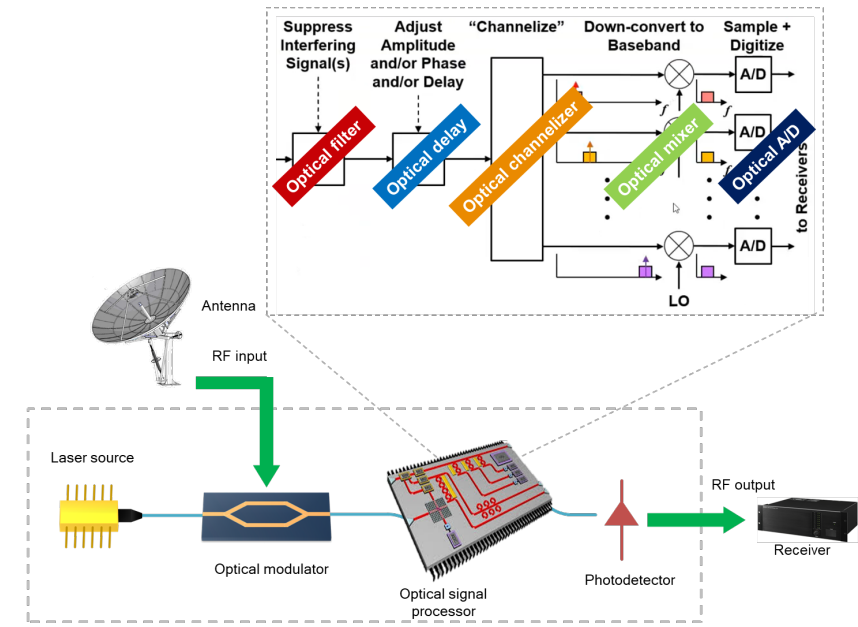 Suppress
Interfering
Signal(s)
Adjust
Amplitude
and/or Phase
and/or Delay
“Channelize”
Down-convert to
Baseband
Sample +
Digitize
A/D
f
f
A/D
f
A/D
LO
to Receivers
Optical filter
Optical delay
Optical channelizer
Optical mixer
Optical A/D
Antenna
RF input
Laser source
Optical modulator
Optical signal
processor
Photodetector
RF output
Receiver